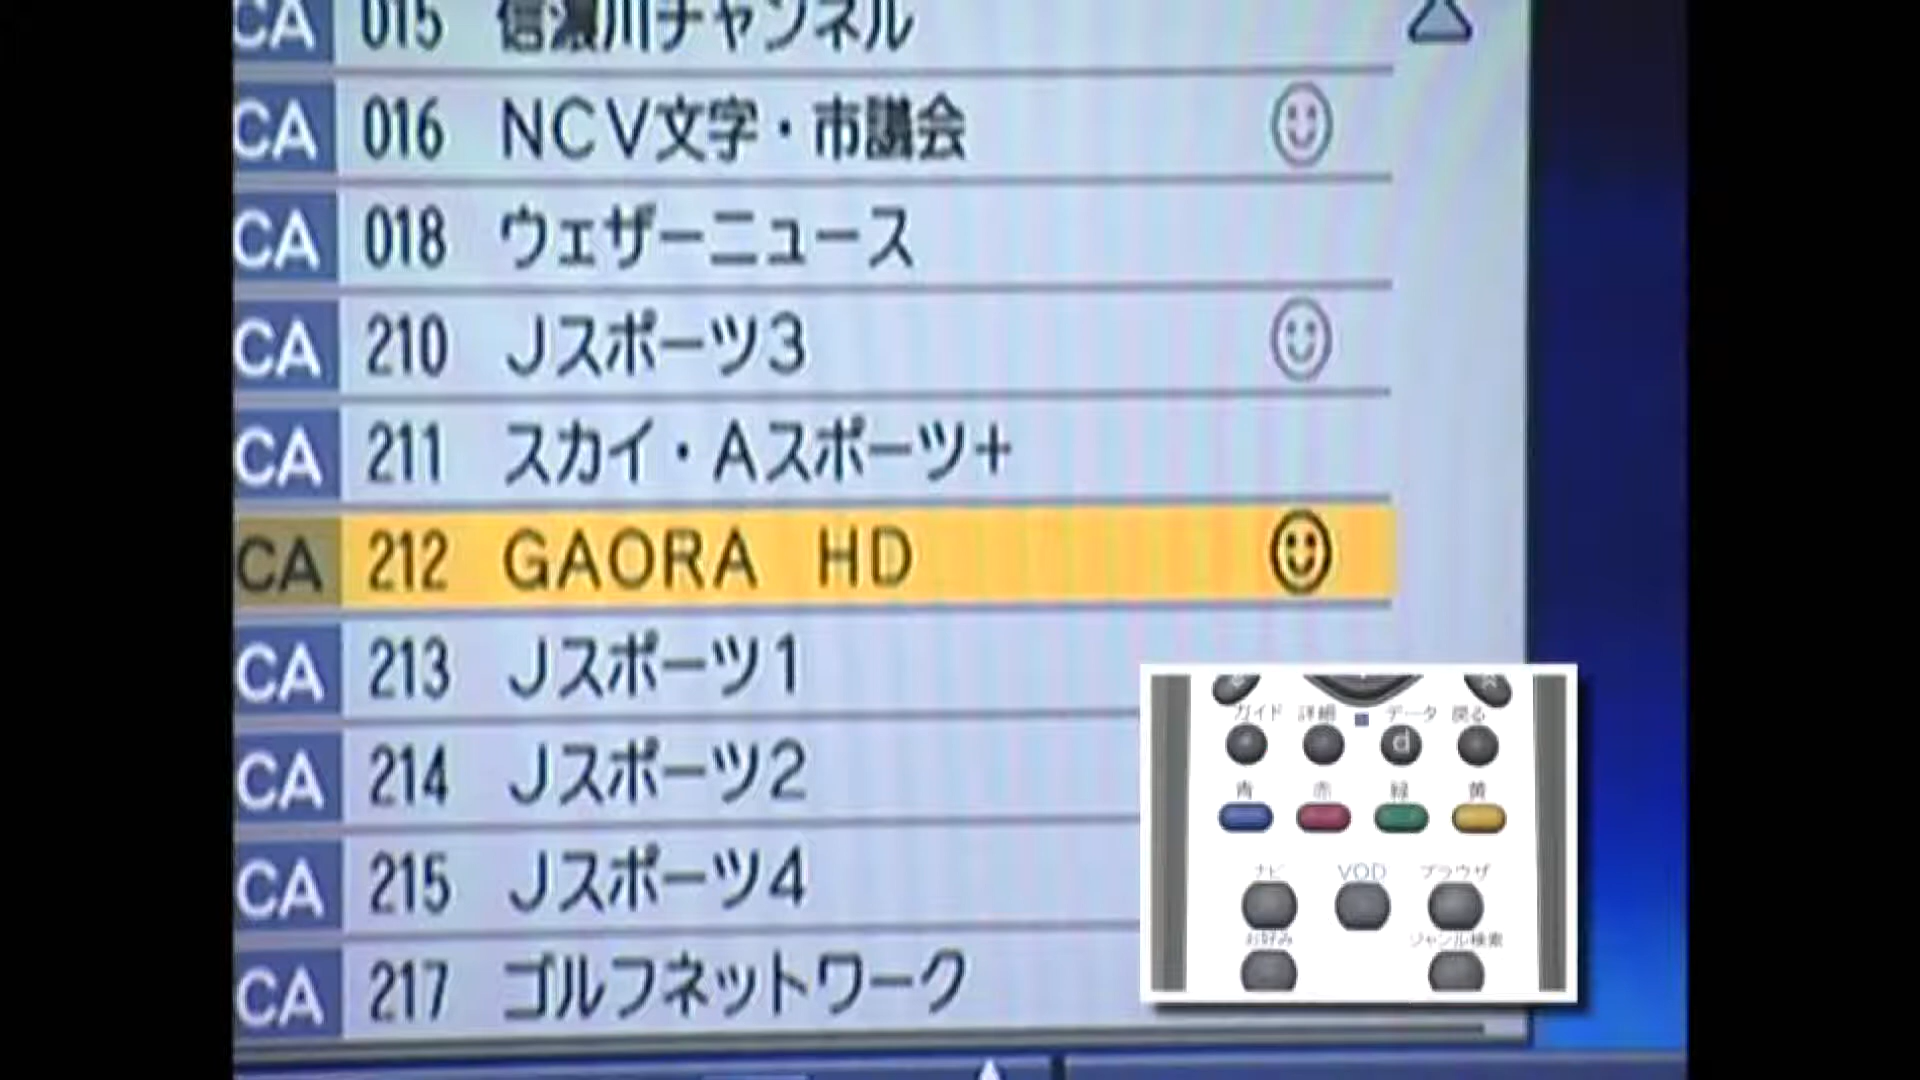 CA 015 信濃川チャンネル
CA 016 NCV文字・市議会
CA 018 ウェザーニュース
CA 210 Jスポーツ3
CA 211 スカイ・Aスポーツ+
CA 212 GAORA HD
CA 213 Jスポーツ1
CA 214 Jスポーツ2
CA 215 Jスポーツ4
CA 217 ゴルフネットワーク
ガイド 詳細 データ 戻る
d
青 赤 緑 黄
ナビ VOD ブラウザ
お好み ジャンル検索